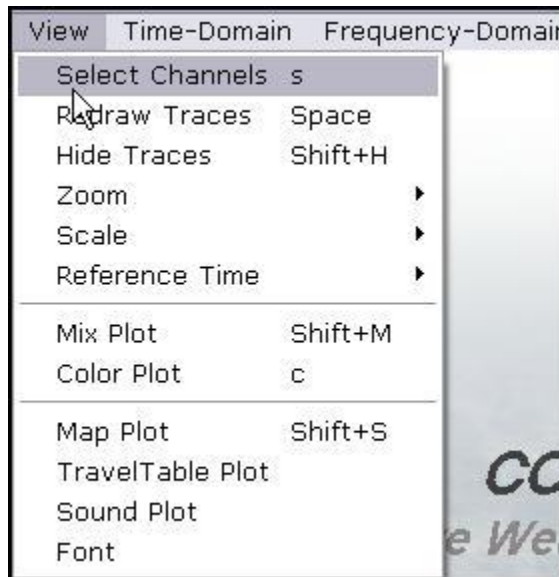 View Time-Domain Frequency-Domain
Select Channels s
Redraw Traces Space
Hide Traces Shift+H
Zoom
Scale
Reference Time
Mix Plot Shift+M
Color Plot c
Map Plot Shift+S
TravelTable Plot
Sound Plot
Font